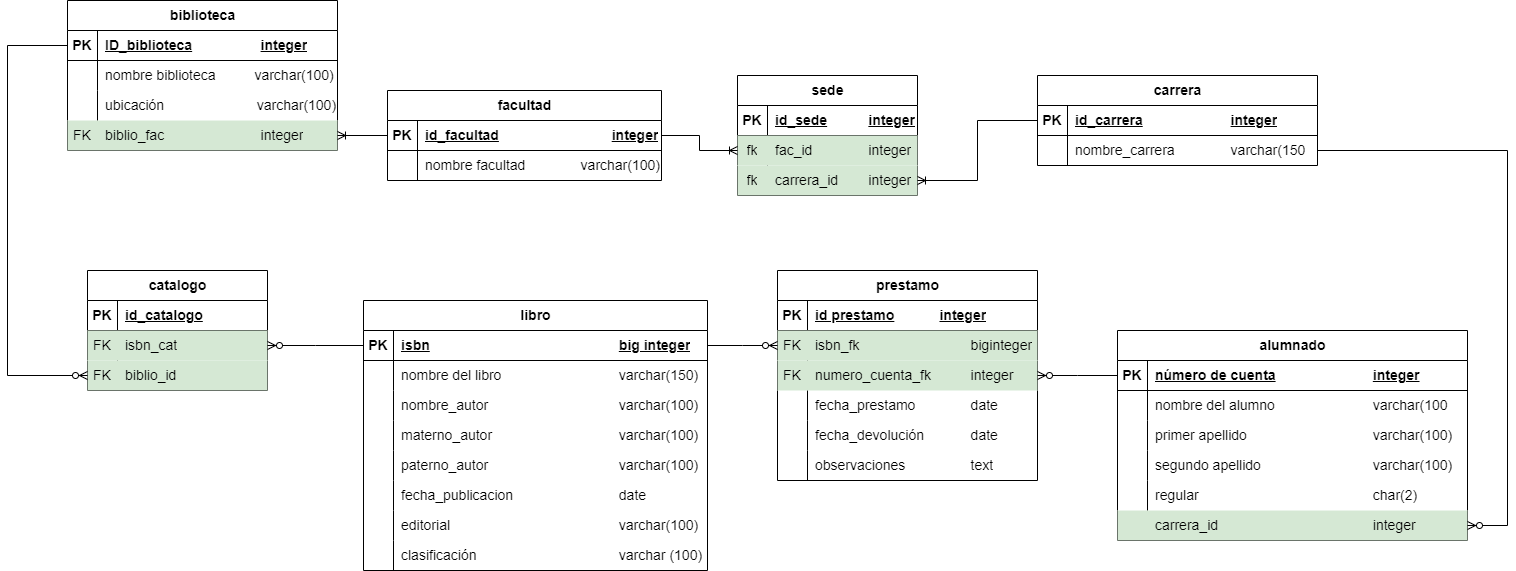 biblioteca
PK ID_biblioteca integer
nombre biblioteca varchar(100)
ubicación varchar(100)
FK biblio_fac integer
facultad
PK id_facultad integer
nombre facultad varchar(100)
sede
PK id_sede integer
fk fac_id integer
fk carrera_id integer
carrera
PK id_carrera integer
nombre_carrera varchar(150
catalogo
PK id_catalogo
FK isbn_cat
FK biblio_id
libro
PK isbn big integer
nombre del libro varchar(150)
nombre_autor varchar(100)
materno_autor varchar(100)
paterno_autor varchar(100)
fecha_publicacion date
editorial varchar(100)
clasificación varchar (100)
prestamo
PK id prestamo integer
FK isbn_fk biginteger
FK numero_cuenta_fk integer
fecha_prestamo date
fecha_devolución date
observaciones text
alumnado
PK número de cuenta integer
nombre del alumno varchar(100
primer apellido varchar(100)
segundo apellido varchar(100)
regular char(2)
carrera_id integer